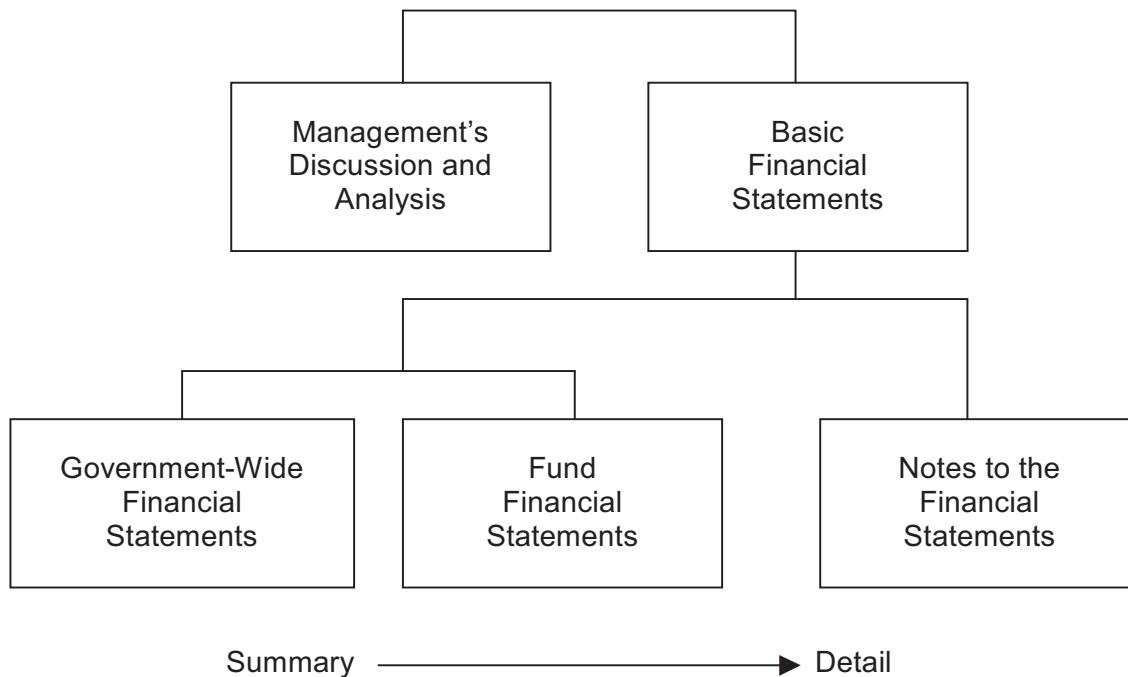 Management’s
Discussion and
Analysis
Basic
Financial
Statements
Government-Wide
Financial
Statements
Fund
Financial
Statements
Notes to the
Financial
Statements
Summary
Detail